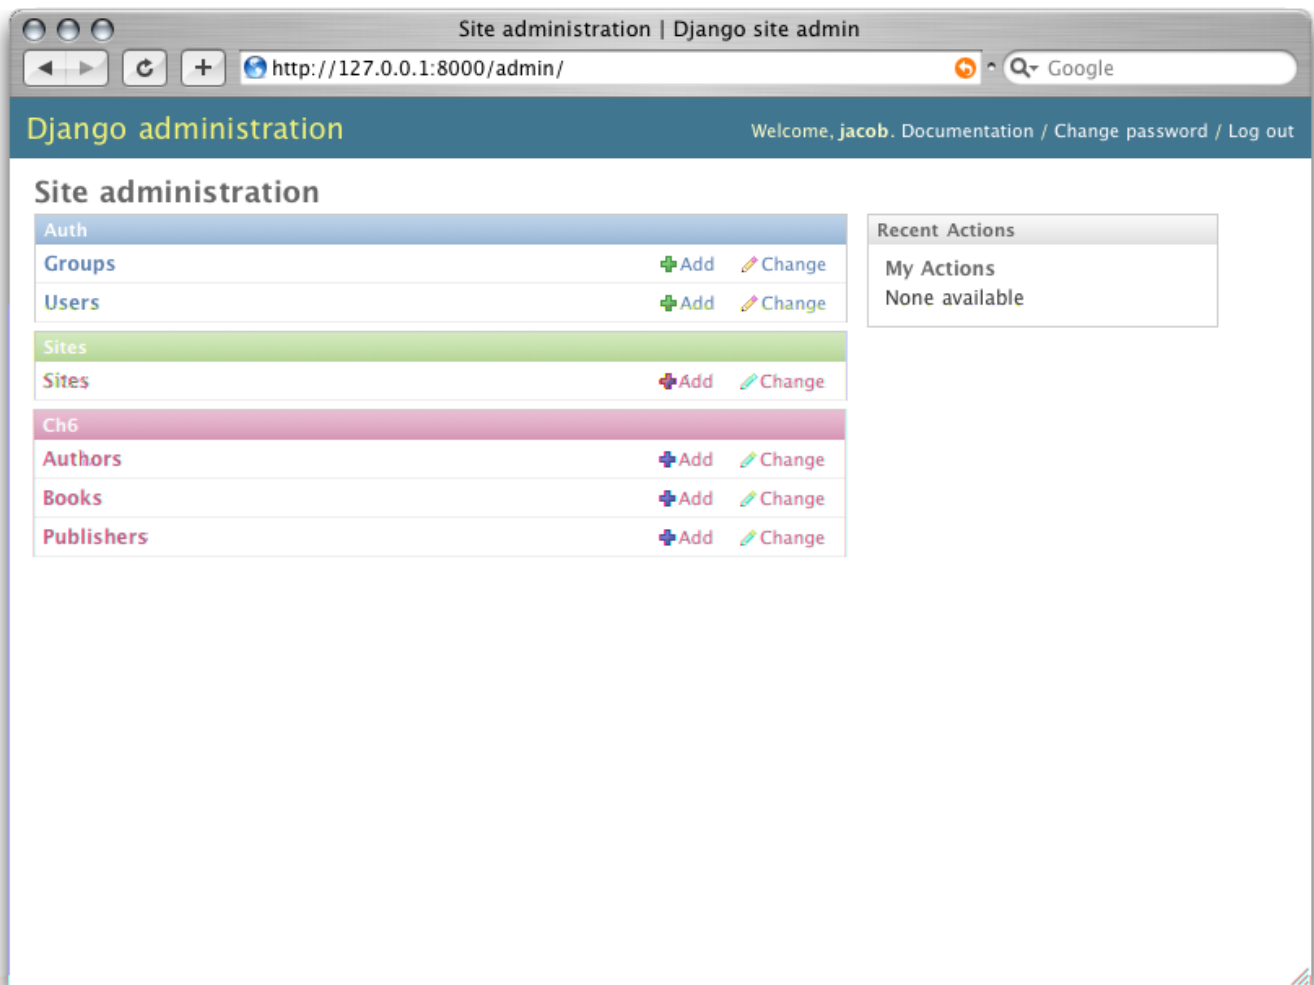 Site administration | Django site admin
http://127.0.0.1:8000/admin/
Google
Django administration
Welcome, jacob. Documentation / Change password / Log out
Site administration
Auth
Groups Add Change
Users Add Change
Sites
Sites Add Change
Ch6
Authors Add Change
Books Add Change
Publishers Add Change
Recent Actions
My Actions
None available